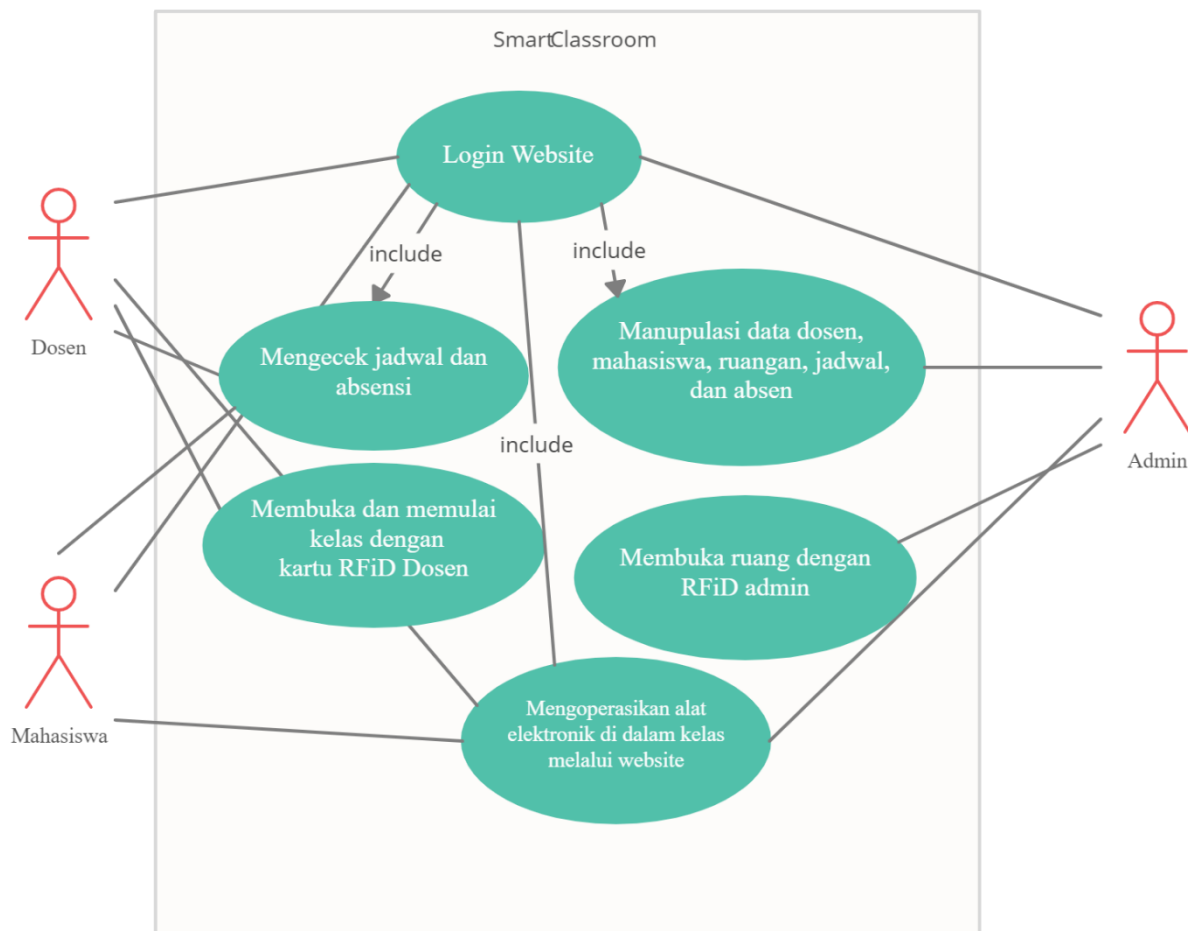 SmartClassroom
Login Website
include
include
Dosen
Mengecek jadwal dan
absensi
Manupulasi data dosen,
mahasiswa, ruangan, jadwal,
dan absen
include
Admin
Membuka dan memulai
kelas dengan
kartu RFiD Dosen
Membuka ruang dengan
RFiD admin
Mahasiswa
Mengoperasikan alat
elektronik di dalam kelas
melalui website